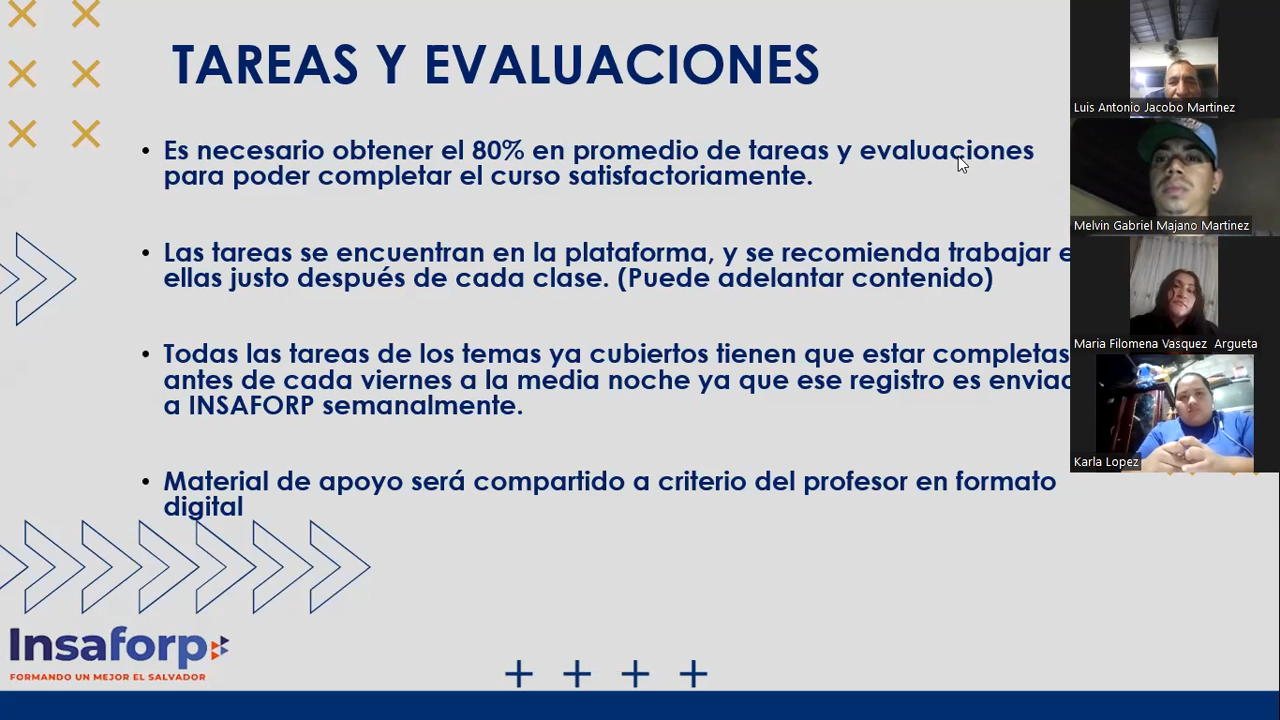 TAREAS Y EVALUACIONES
Es necesario obtener el 80% en promedio de tareas y evaluaciones
para poder completar el curso satisfactoriamente.
Las tareas se encuentran en la plataforma, y se recomienda trabajar
ellas justo después de cada clase. (Puede adelantar contenido)
Todas las tareas de los temas ya cubiertos tienen que estar completas
antes de cada viernes a la media noche ya que ese registro es
a INSAFORP semanalmente.
Material de apoyo será compartido a criterio del profesor en formato
digital
Insaforp
FORMANDO UN MEJOR EL SALVADOR
Luis Antonio Jacobo Martinez
Melvin Gabriel Majano Martinez
Maria Filomena Vasquez Argueta
Karla Lopez